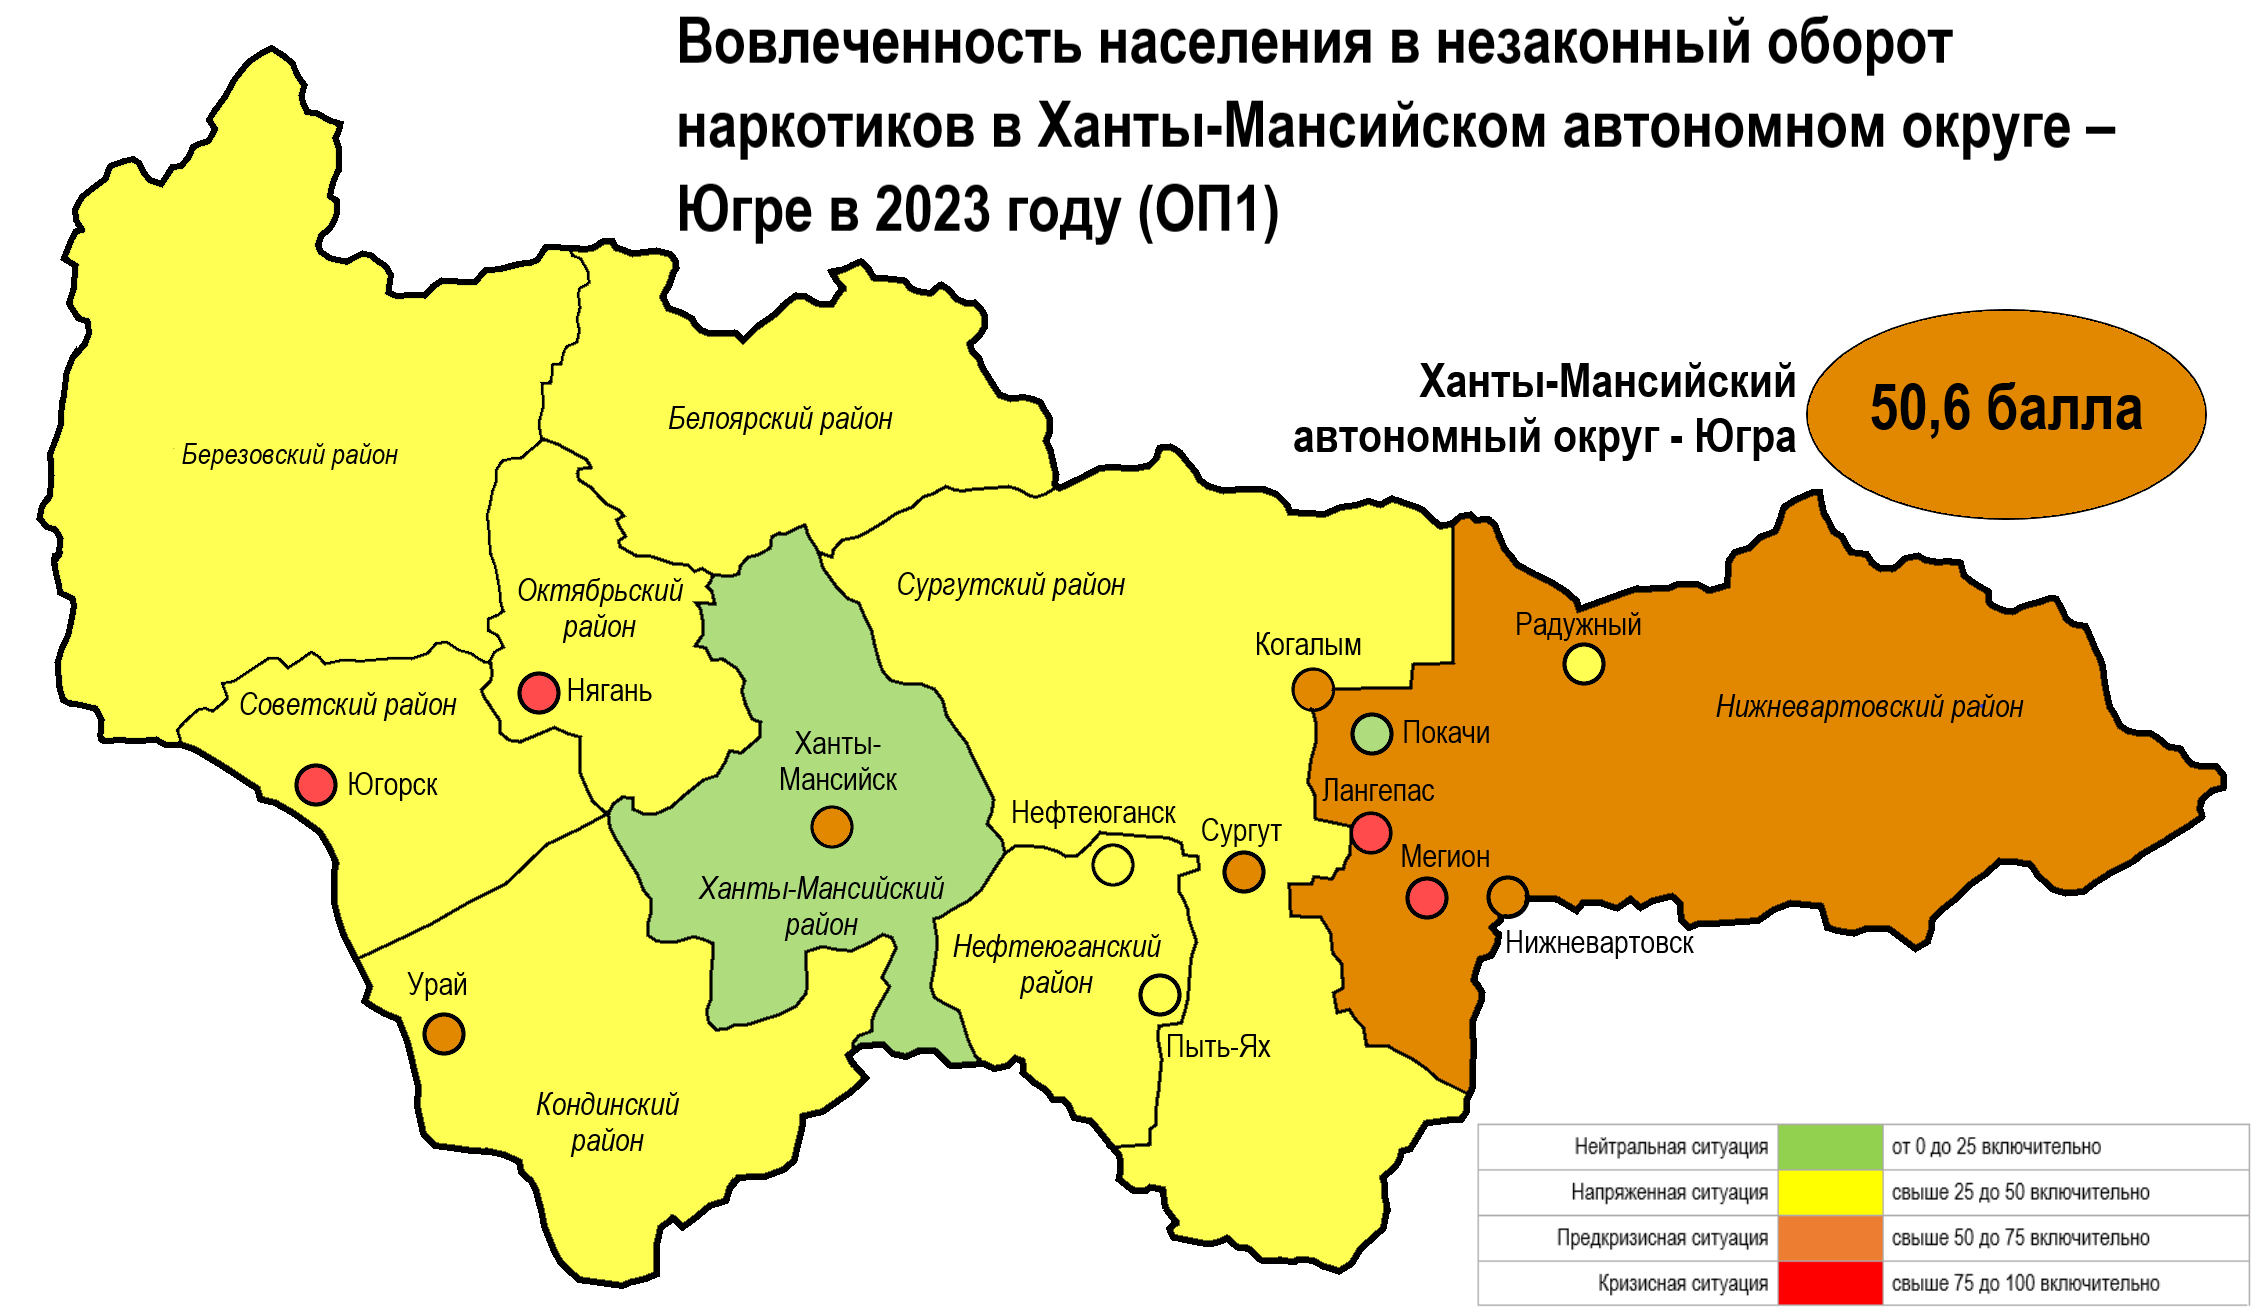 Вовлеченность населения в незаконный оборот
наркотиков в Ханты-Мансийском автономном округе –
Югре в 2023 году (ОП1)
Ханты-Мансийский
автономный округ - Югра
50,6 балла
Березовский район
Белоярский район
Октябрьский
район
Сургутский район
Радужный
Когалым
Нижневартовский район
Нягань
Советский район
Покачи
Ханты-
Мансийск
Югорск
Лангепас
Нефтеюганск
Сургут
Мегион
Ханты-Мансийский
район
Нефтеюганский
район
Нижневартовск
Урай
Пыть-Ях
Кондинский
район
Нейтральная ситуация от 0 до 25 включительно
Напряженная ситуация свыше 25 до 50 включительно
Предкризисная ситуация свыше 50 до 75 включительно
Кризисная ситуация свыше 75 до 100 включительно